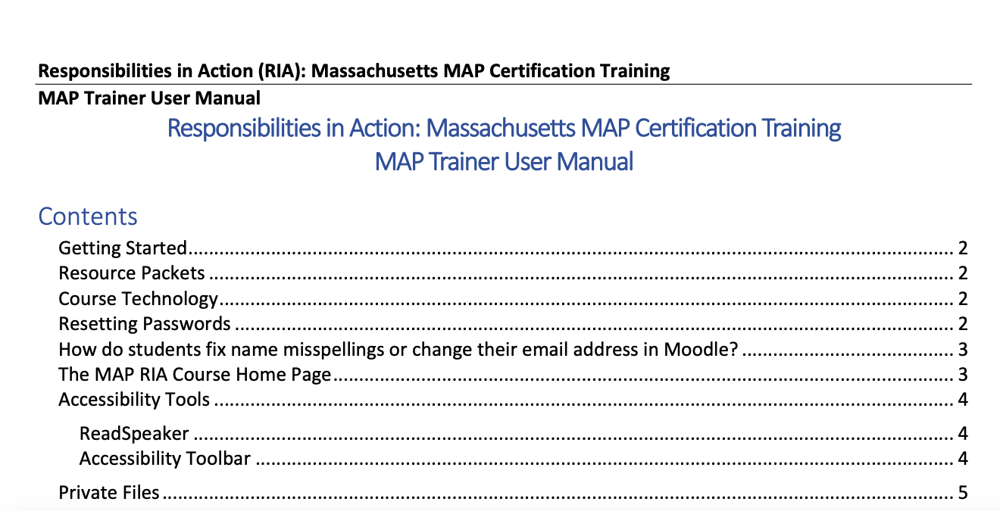 Responsibilities in Action (RIA): Massachusetts MAP Certification Training
MAP Trainer User Manual
Responsibilities in Action: Massachusetts MAP Certification Training
MAP Trainer User Manual
Contents
Getting Started........................................................................................................ 2
Resource Packets ........................................................................................................ 2
Course Technology........................................................................................................ 2
Resetting Passwords ........................................................................................................ 2
How do students fix name misspellings or change their email address in Moodle? ........................ 3
The MAP RIA Course Home Page........................................................................................ 3
Accessibility Tools ........................................................................................................ 4
ReadSpeaker ........................................................................................................ 4
Accessibility Toolbar ........................................................................................................ 4
Private Files ........................................................................................................ 5